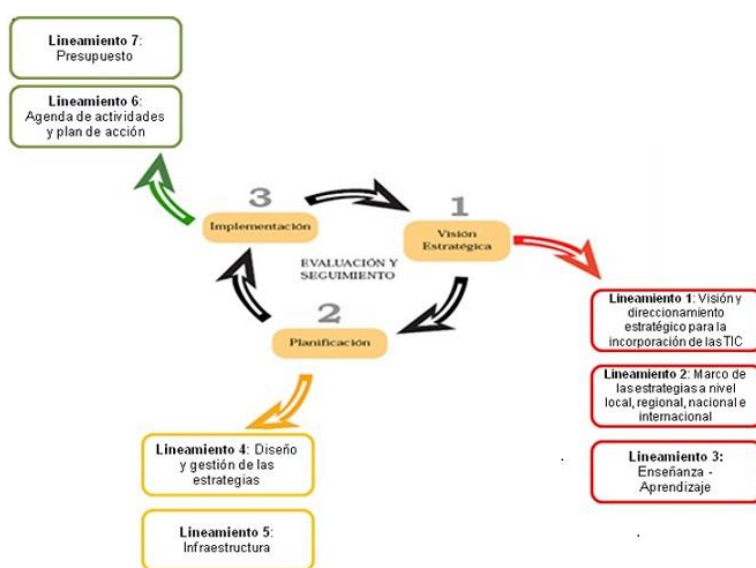 Lineamiento 7:
Presupuesto
Lineamiento 6:
Agenda de actividades
y plan de acción
3
Implementación
1
Visión
Estratégica
EVALUACIÓN Y
SEGUIMIENTO
2
Planificación
Lineamiento 1: Visión y
direccionamiento
estratégico para la
incorporación de las TIC
Lineamiento 2: Marco de
las estrategias a nivel
local, regional, nacional e
internacional
Lineamiento 3:
Enseñanza -
Aprendizaje
Lineamiento 4: Diseño
y gestión de las
estrategias
Lineamiento 5:
Infraestructura